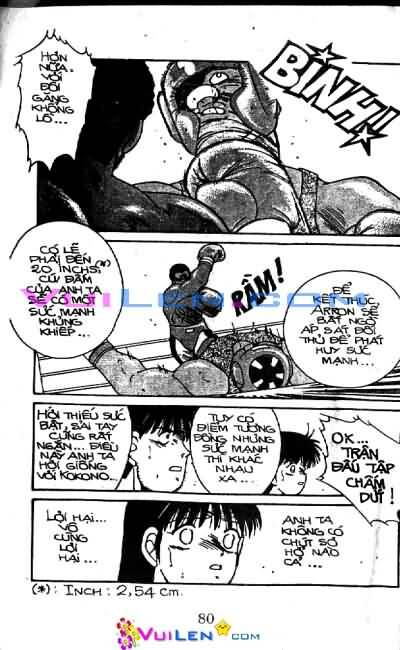 HƠN
NỮA.
VỚI
ĐÔI
GĂNG
KHỔNG
LỒ...
BÌNH!
CÓ LẼ
PHẢI ĐẾN
20 INCHS(*)
CÚ ĐẤM
CỦA ANH TA
SẼ CÓ MỘT
SỨC MẠNH
KHỦNG
KHIẾP...
RẦM!
ĐỂ
KẾT THÚC,
ARRON SẼ
BẤT NGỜ
ÁP SÁT ĐỐI
THỦ ĐỂ PHÁT
HUY SỨC
MẠNH...
VUILEN.COM
HƠI THIẾU SỨC
BẬT, SẢI TAY
CŨNG RẤT
NGẮN... ĐIỀU
NÀY ANH TA
HƠI GIỐNG
VỚI KOKONO...
TUY CÓ
ĐIỂM TƯƠNG
ĐỒNG NHƯNG
SỨC MẠNH
THÌ KHÁC
NHAU
XA...
OK...
TRẬN
ĐẤU TẬP
CHẤM
DỨT!
LỢI HẠI...
VÔ
CÙNG
LỢI
HẠI...
ANH TA
KHÔNG CÓ
CHÚT SƠ
HỞ NÀO
CẢ...
(*): INCH: 2,54 cm.
80
VUILEN.COM